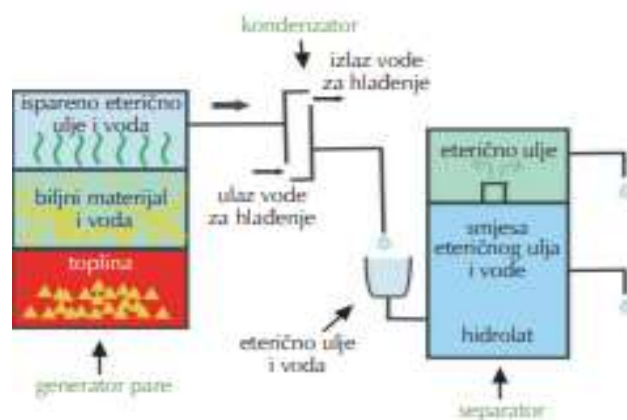 kondenzator
izlaz vode
za hlađenje
ispareno eterično
ulje i voda
eterično ulje
ulaz vode
za hlađenje
biljni materijal
i voda
smjesa
eteričnog ulja
i vode
toplina
eterično ulje
i voda
hidrolat
generator pare
separator